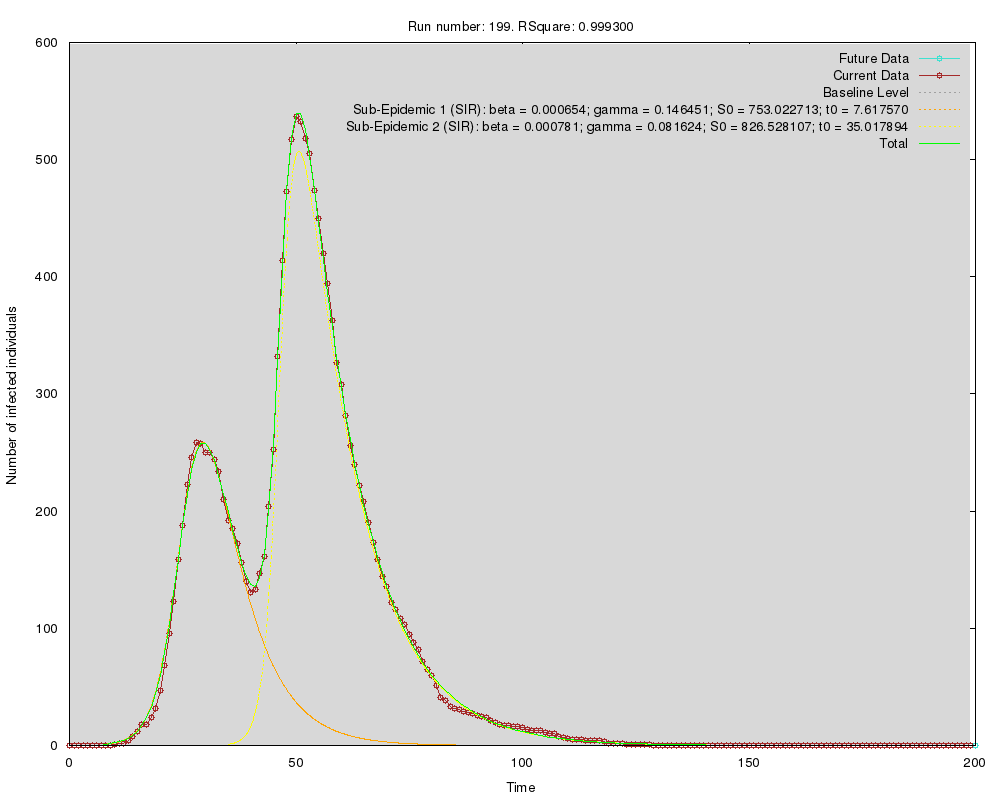 Run number: 199. RSquare: 0.999300
600
Future Data
Current Data
Baseline Level
Sub-Epidemic 1 (SIR): beta = 0.000654; gamma = 0.146451; S0 = 753.022713; t0 = 7.617570
Sub-Epidemic 2 (SIR): beta = 0.000781; gamma = 0.081624; S0 = 826.528107; t0 = 35.017894
Total
500
400
Number of infected individuals
300
200
100
0
0 50 100 150 200
Time